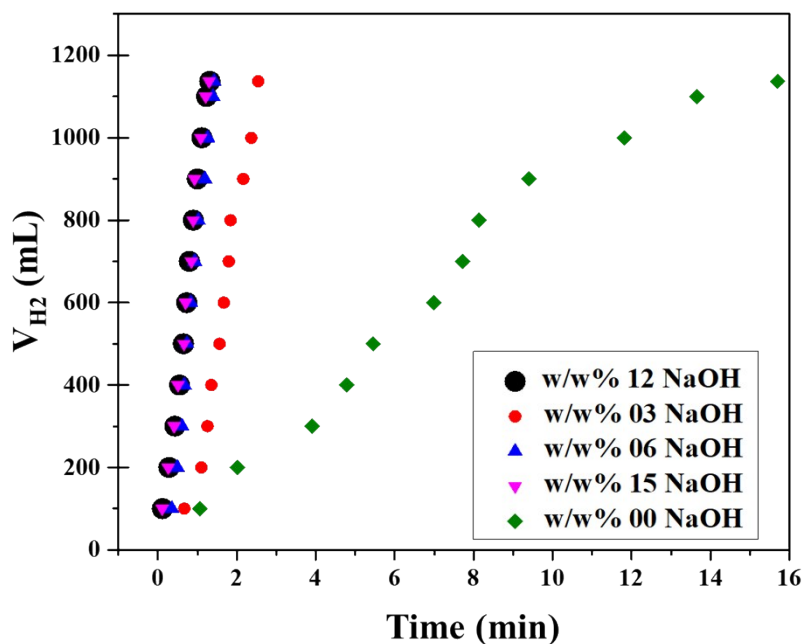 1200
1000
800
600
400
200
0
V_H2 (mL)
w/w% 12 NaOH
w/w% 03 NaOH
w/w% 06 NaOH
w/w% 15 NaOH
w/w% 00 NaOH
0 2 4 6 8 10 12 14 16
Time (min)